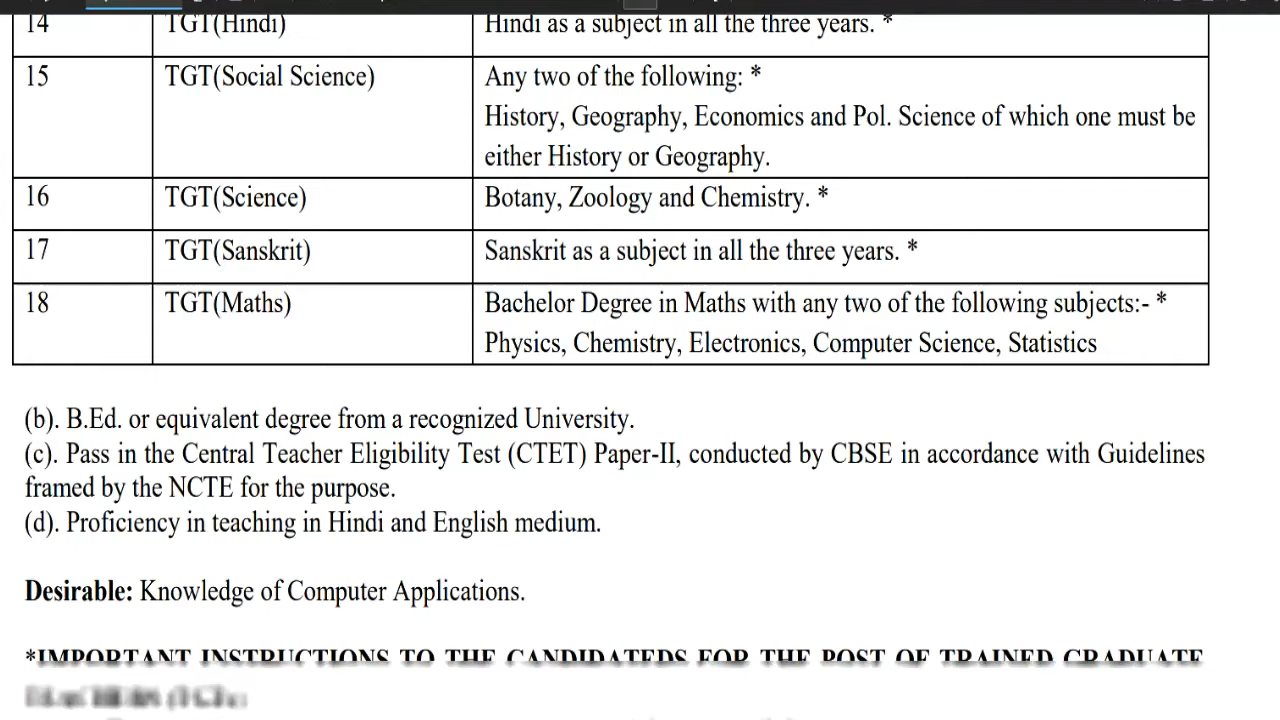 14 TGT(Hindi) Hindi as a subject in all the three years. *
15 TGT(Social Science) Any two of the following: *
History, Geography, Economics and Pol. Science of which one must be
either History or Geography.
16 TGT(Science) Botany, Zoology and Chemistry. *
17 TGT(Sanskrit) Sanskrit as a subject in all the three years. *
18 TGT(Maths) Bachelor Degree in Maths with any two of the following subjects:- *
Physics, Chemistry, Electronics, Computer Science, Statistics
(b). B.Ed. or equivalent degree from a recognized University.
(c). Pass in the Central Teacher Eligibility Test (CTET) Paper-II, conducted by CBSE in accordance with Guidelines
framed by the NCTE for the purpose.
(d). Proficiency in teaching in Hindi and English medium.
Desirable: Knowledge of Computer Applications.
*IMPORTANT INSTRUCTIONS TO THE CANDIDATEDS FOR THE POST OF TRAINED GRADUATE